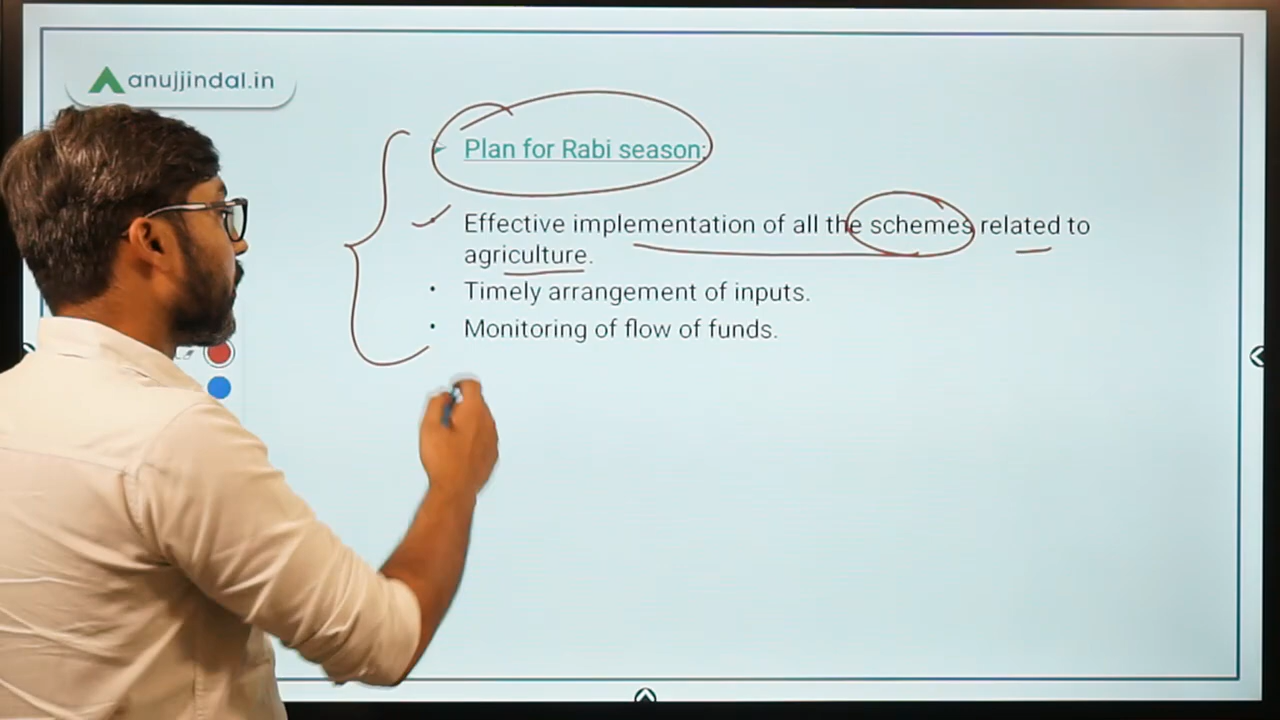 anujjindal.in
Plan for Rabi season:
Effective implementation of all the schemes related to
agriculture.
Timely arrangement of inputs.
Monitoring of flow of funds.